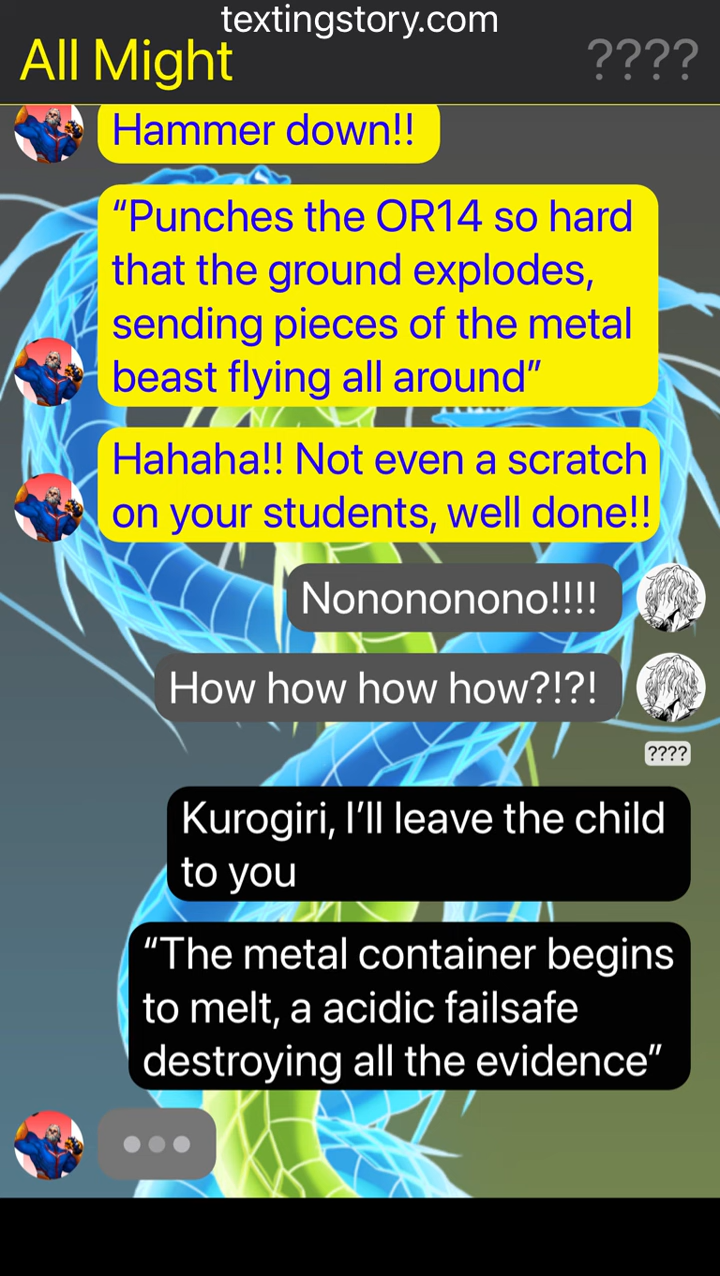 textingstory.com
All Might
????
Hammer down!!
“Punches the OR14 so hard
that the ground explodes,
sending pieces of the metal
beast flying all around”
Hahaha!! Not even a scratch
on your students, well done!!
Nonononono!!!!
How how how how?!?!
????
Kurogiri, I’ll leave the child
to you
“The metal container begins
to melt, a acidic failsafe
destroying all the evidence”